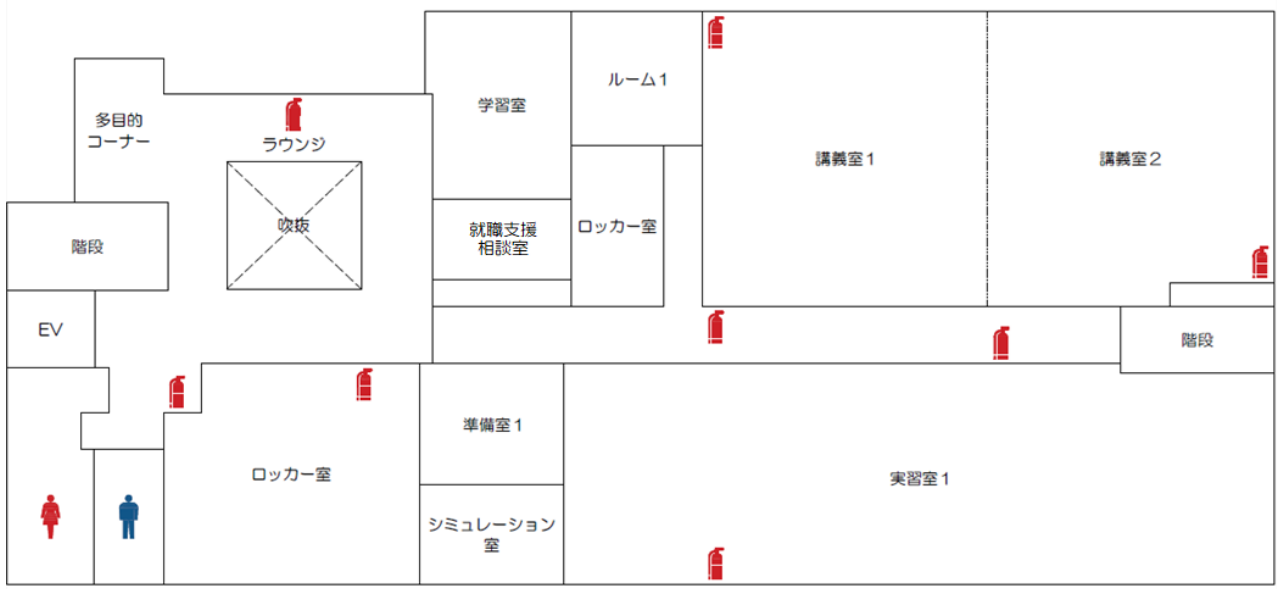 多目的
コーナー
ラウンジ
学習室
ルーム1
講義室1
講義室2
階段
吹抜
就職支援
相談室
ロッカー室
EV
階段
ロッカー室
準備室1
シミュレーション
室
実習室1